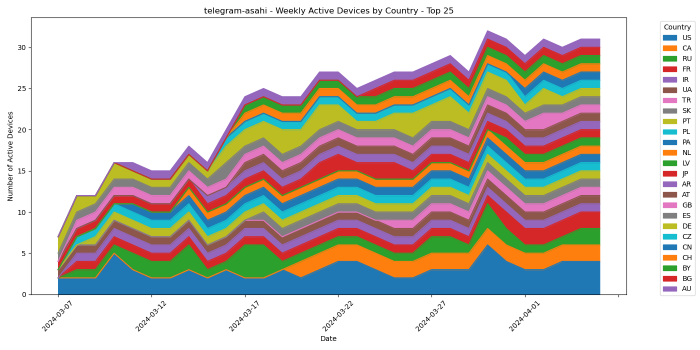 telegram-asahi - Weekly Active Devices by Country - Top 25
Number of Active Devices
30
25
20
15
10
5
0
2024-03-07
2024-03-12
2024-03-17
2024-03-22
2024-03-27
2024-04-01
Date
Country
US
CA
RU
FR
IR
UA
TR
SK
PT
PL
PA
NL
LV
JP
AR
AT
GB
ES
DE
CZ
CN
CH
BY
BG
AU